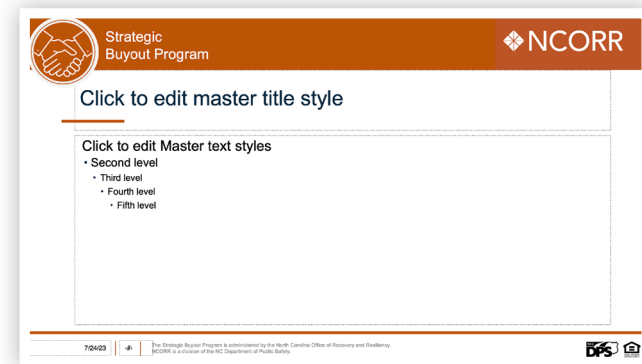 Strategic
Buyout Program
NCORR
Click to edit master title style
Click to edit Master text styles
• Second level
• Third level
• Fourth level
• Fifth level
7/24/23
The Strategic Buyout Program is administered by the North Carolina Office of Recovery and Resiliency.
NCORR is a division of the NC Department of Public Safety.
DPS